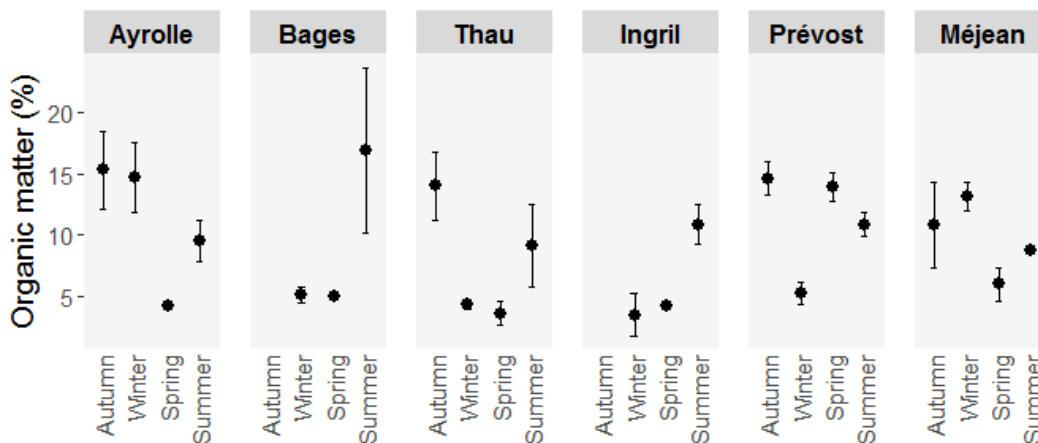 Ayrolle Bages Thau Ingril Prévost Méjean
Organic matter (%)
20
15
10
5
Autumn Winter Spring Summer Autumn Winter Spring Summer Autumn Winter Spring Summer Autumn Winter Spring Summer Autumn Winter Spring Summer Autumn Winter Spring Summer